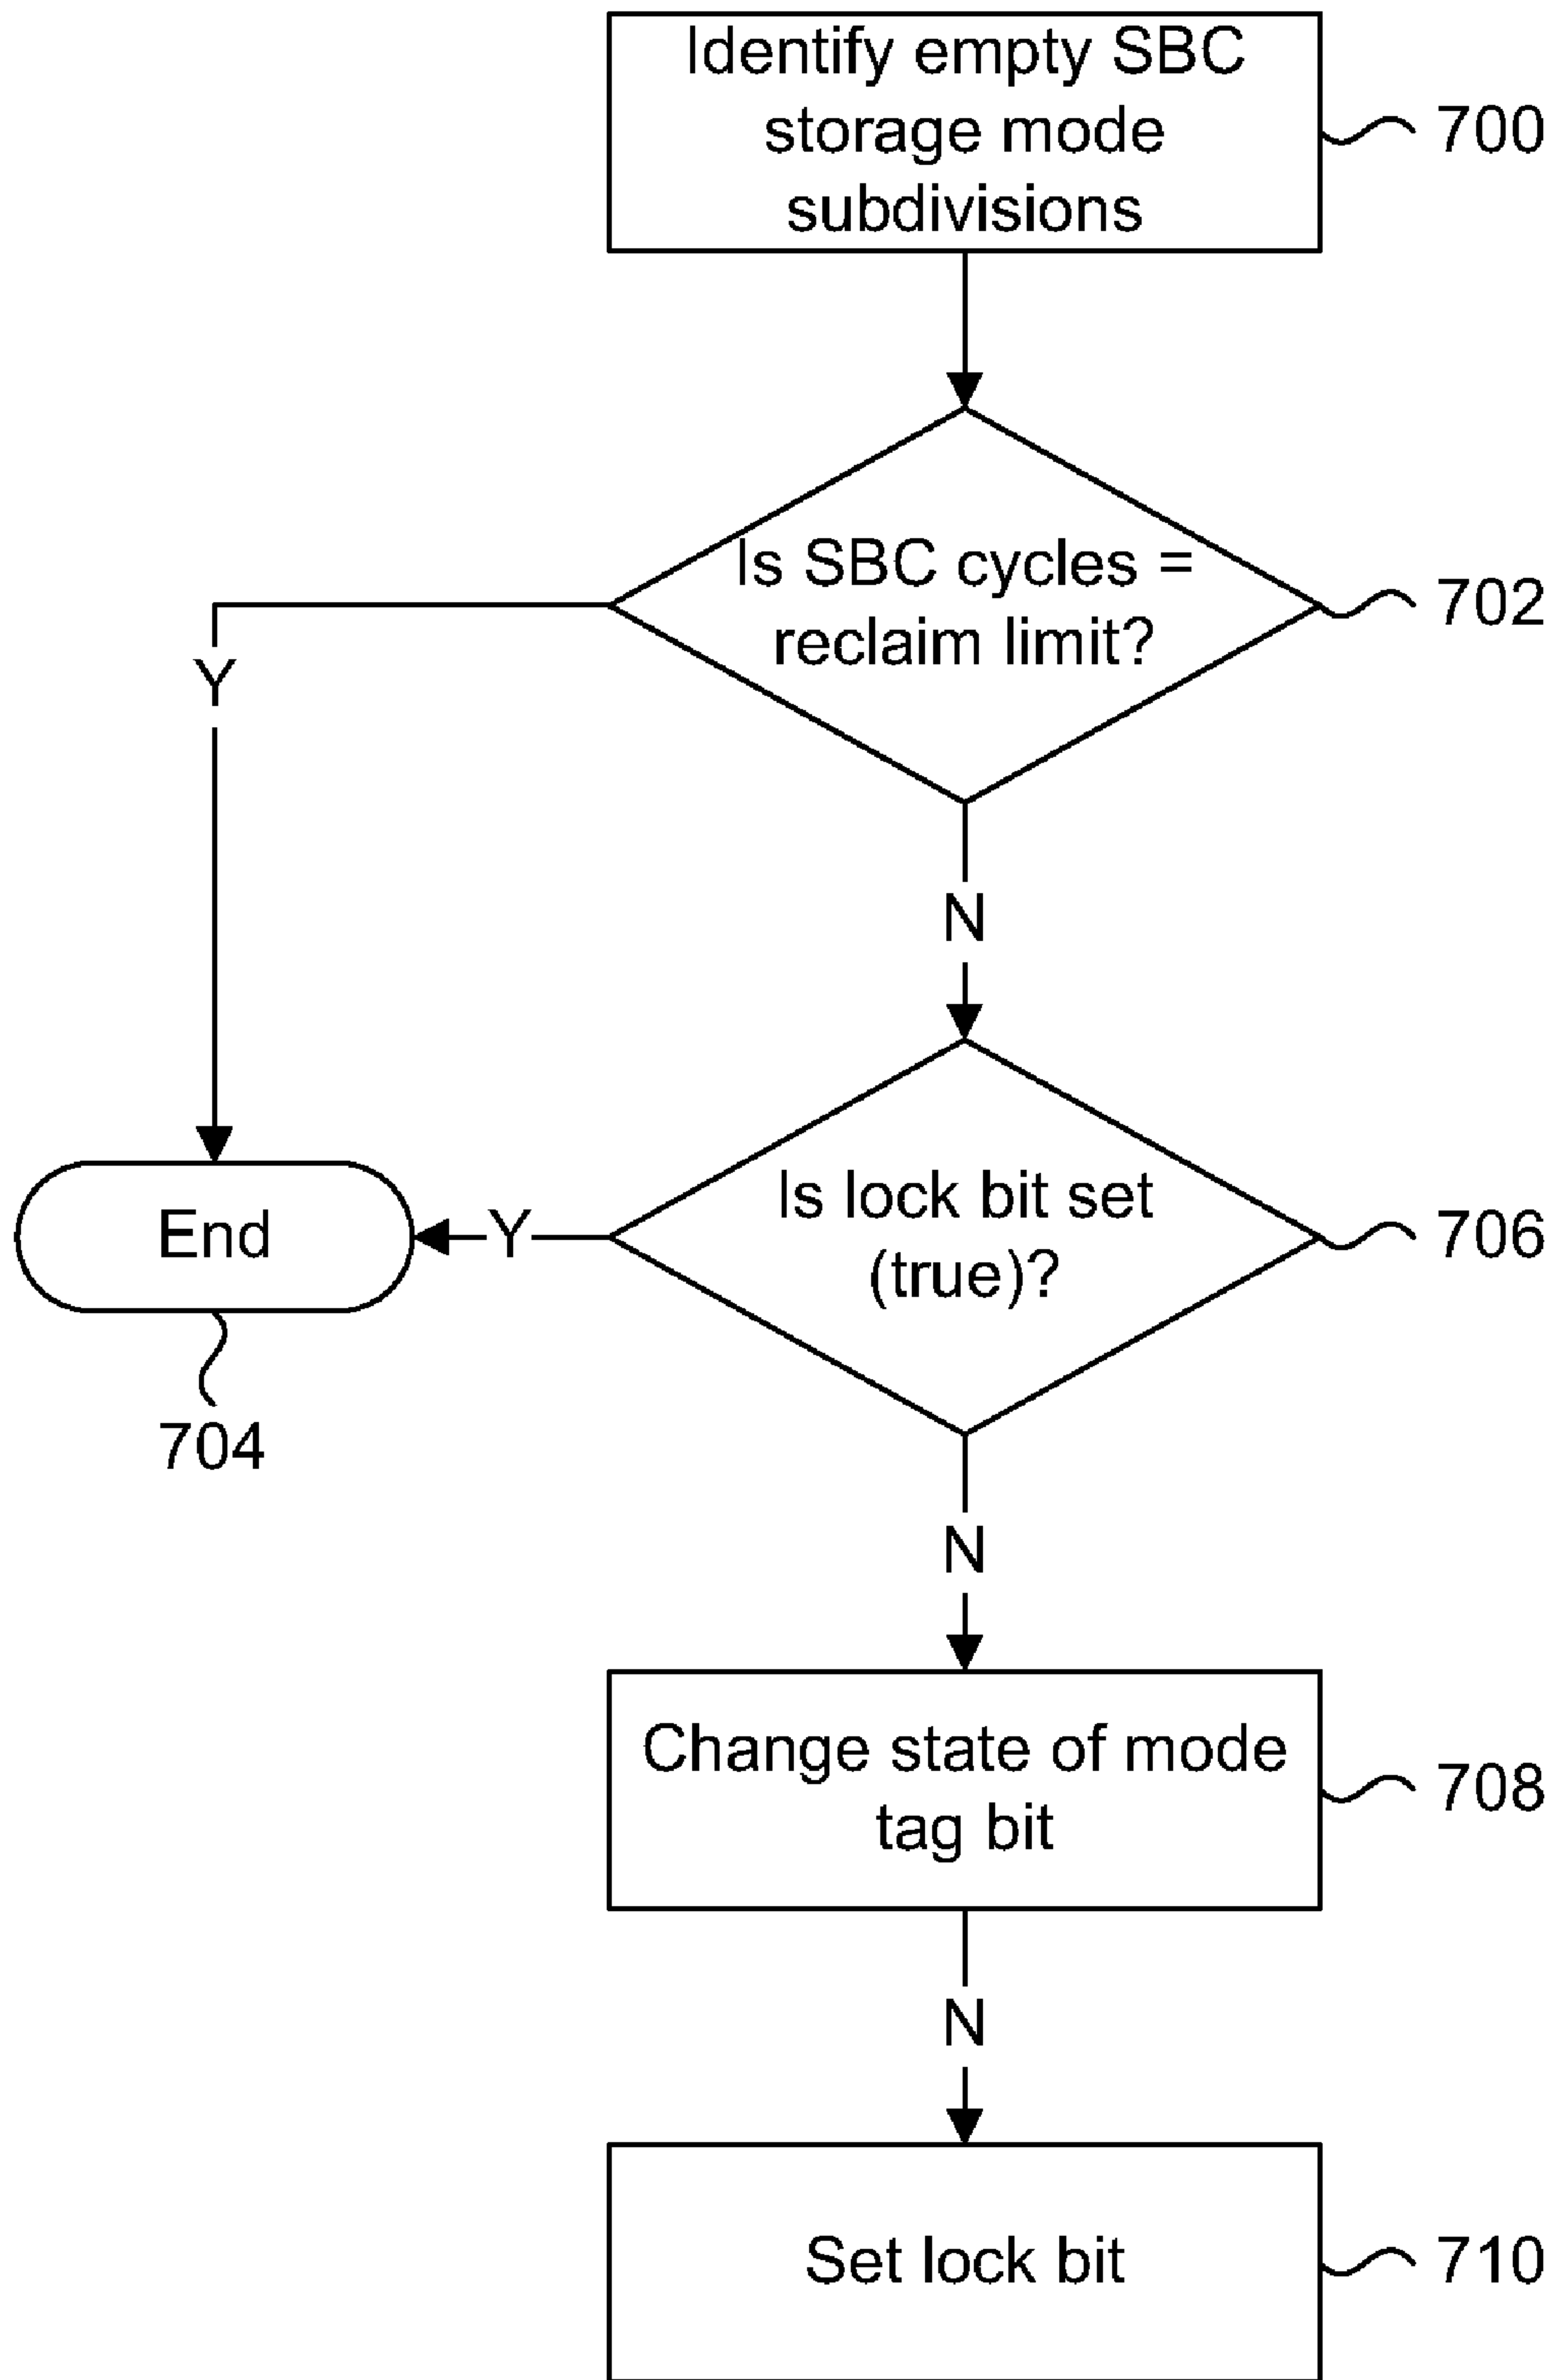 Identify empty SBC
storage mode
subdivisions
700
Is SBC cycles =
reclaim limit?
702
Y
N
Is lock bit set
(true)?
706
Y
End
704
N
Change state of mode
tag bit
708
N
Set lock bit
710